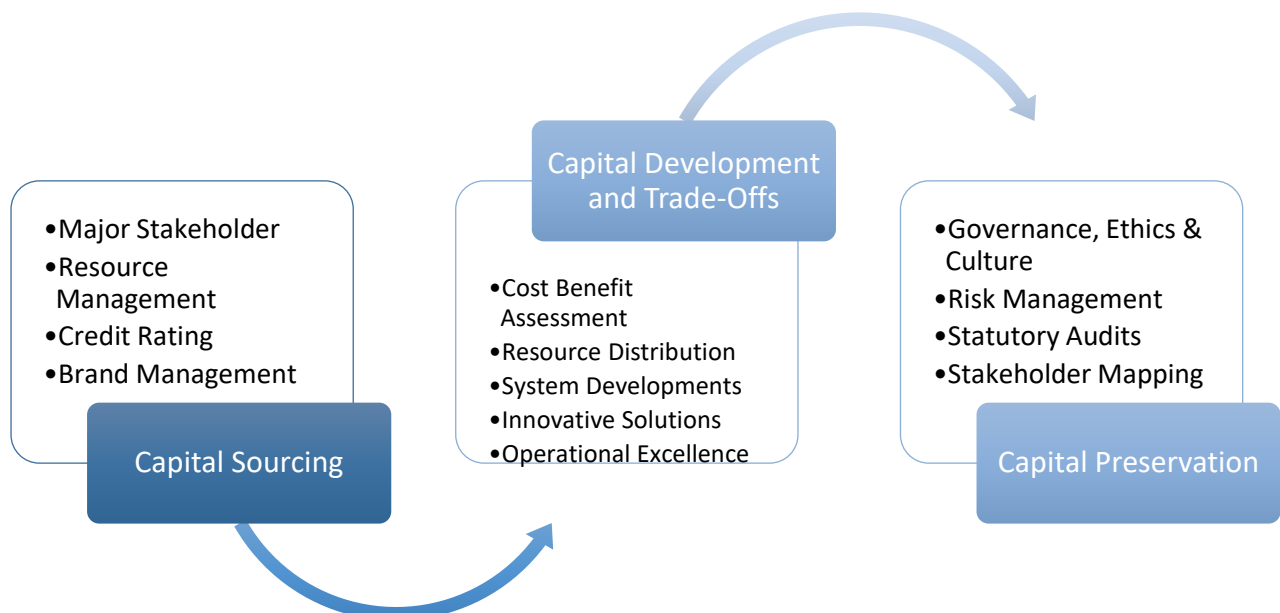 •Major Stakeholder
•Resource
Management
•Credit Rating
•Brand Management
Capital Sourcing
Capital Development
and Trade-Offs
•Cost Benefit
Assessment
•Resource Distribution
•System Developments
•Innovative Solutions
•Operational Excellence
•Governance, Ethics &
Culture
•Risk Management
•Statutory Audits
•Stakeholder Mapping
Capital Preservation